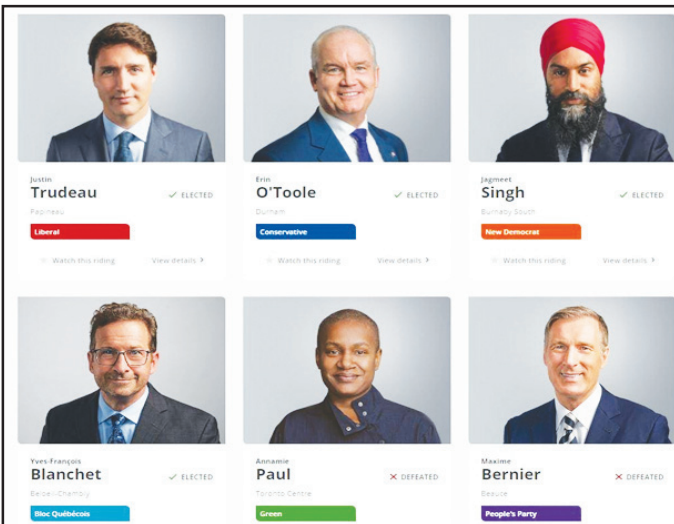 Justin
Trudeau
✓ ELECTED
Papineau
Liberal
Watch this riding
View details >
Erin
O'Toole
✓ ELECTED
Durham
Conservative
Watch this riding
View details >
Jagmeet
Singh
✓ ELECTED
Burnaby South
New Democrat
Watch this riding
View details >
Yves-François
Blanchet
✓ ELECTED
Beloeil-Chambly
Bloc Québécois
Annamie
Paul
✕ DEFEATED
Toronto Centre
Green
Maxime
Bernier
✕ DEFEATED
Beauce
People's Party